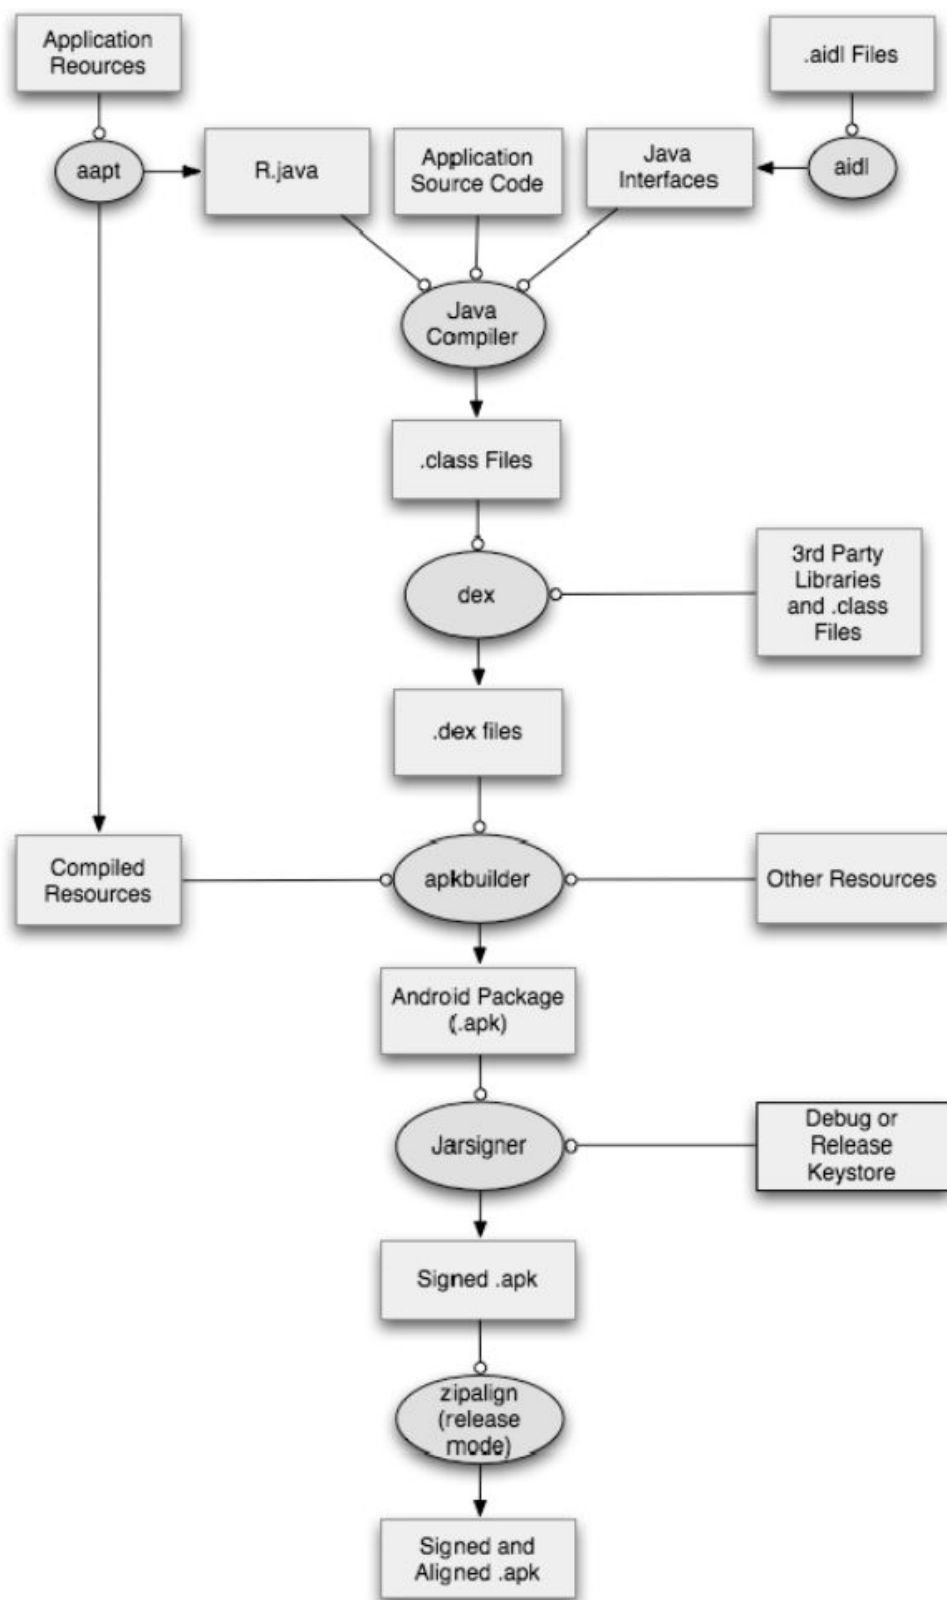 Application
Reources
.aidl Files
aapt
R.java
Application
Source Code
Java
Interfaces
aidl
Java
Compiler
.class Files
dex
3rd Party
Libraries
and .class
Files
.dex files
Compiled
Resources
apkbuilder
Other Resources
Android Package
(.apk)
Jarsigner
Debug or
Release
Keystore
Signed .apk
zipalign
(release
mode)
Signed and
Aligned .apk